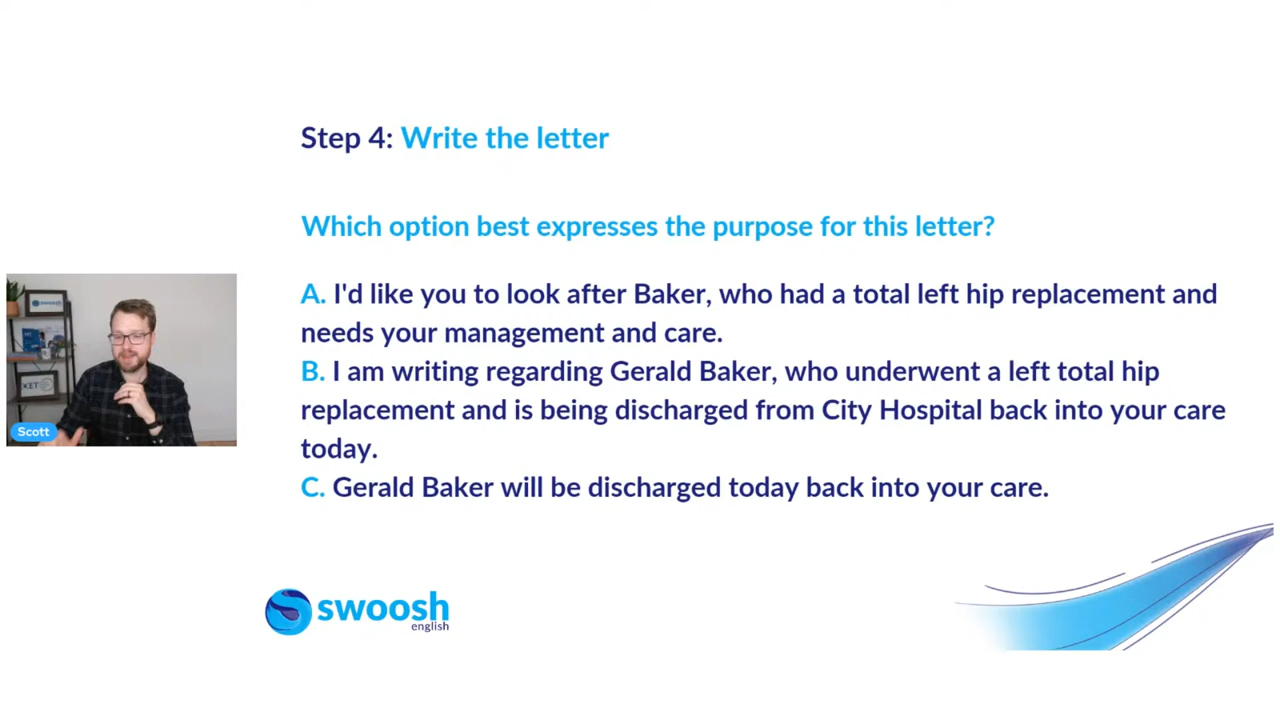 Step 4: Write the letter
Which option best expresses the purpose for this letter?
A. I'd like you to look after Baker, who had a total left hip replacement and
needs your management and care.
B. I am writing regarding Gerald Baker, who underwent a left total hip
replacement and is being discharged from City Hospital back into your care
today.
C. Gerald Baker will be discharged today back into your care.
Scott
swoosh
english